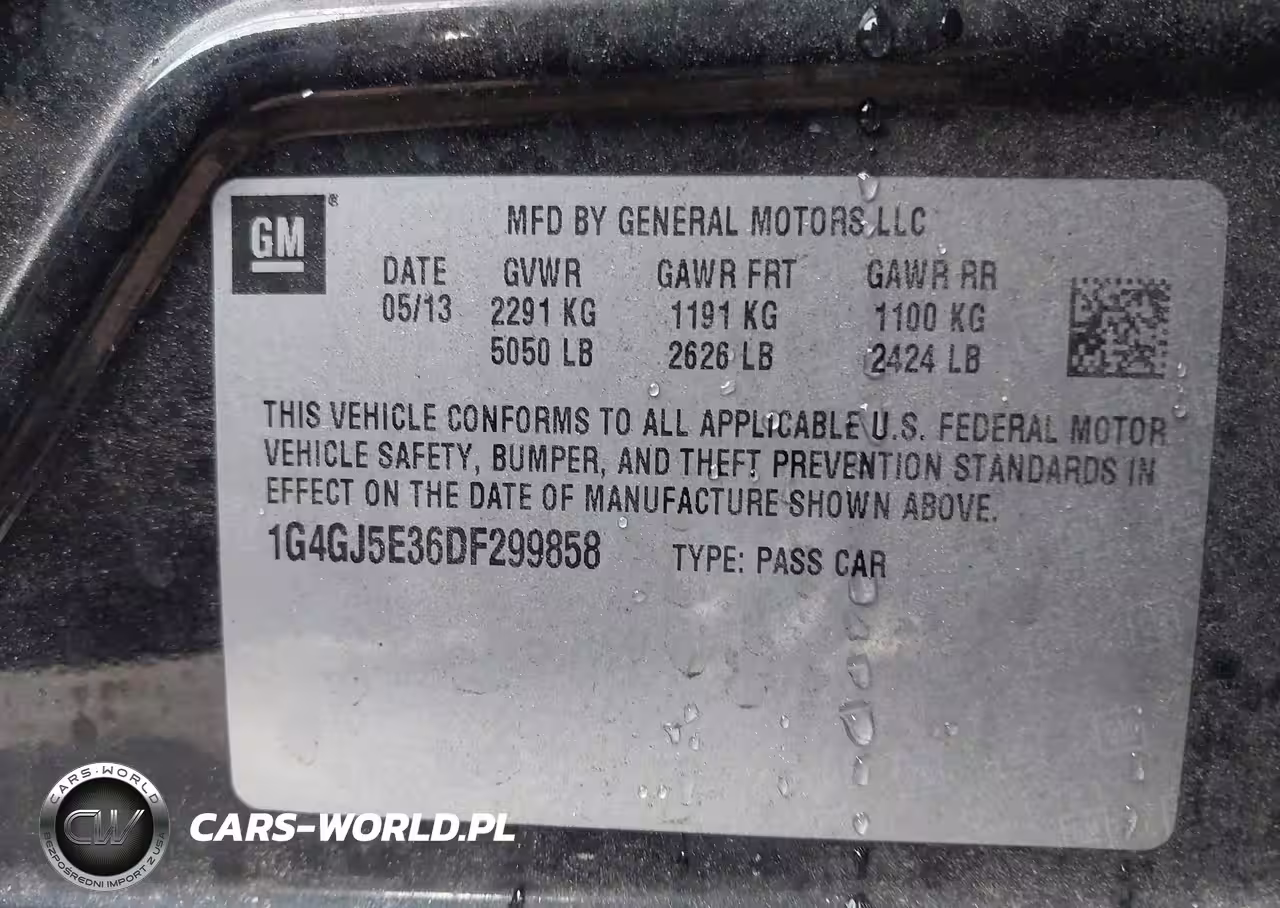 GM ®
MFD BY GENERAL MOTORS LLC
DATE GVWR GAWR FRT GAWR RR
05/13 2291 KG 1191 KG 1100 KG
5050 LB 2626 LB 2424 LB
THIS VEHICLE CONFORMS TO ALL APPLICABLE U.S. FEDERAL MOTOR
VEHICLE SAFETY, BUMPER, AND THEFT PREVENTION STANDARDS IN
EFFECT ON THE DATE OF MANUFACTURE SHOWN ABOVE.
1G4GJ5E36DF299858 TYPE: PASS CAR
CARS-WORLD
CW
BEZPOŚREDNI IMPORT Z USA
CARS-WORLD.PL